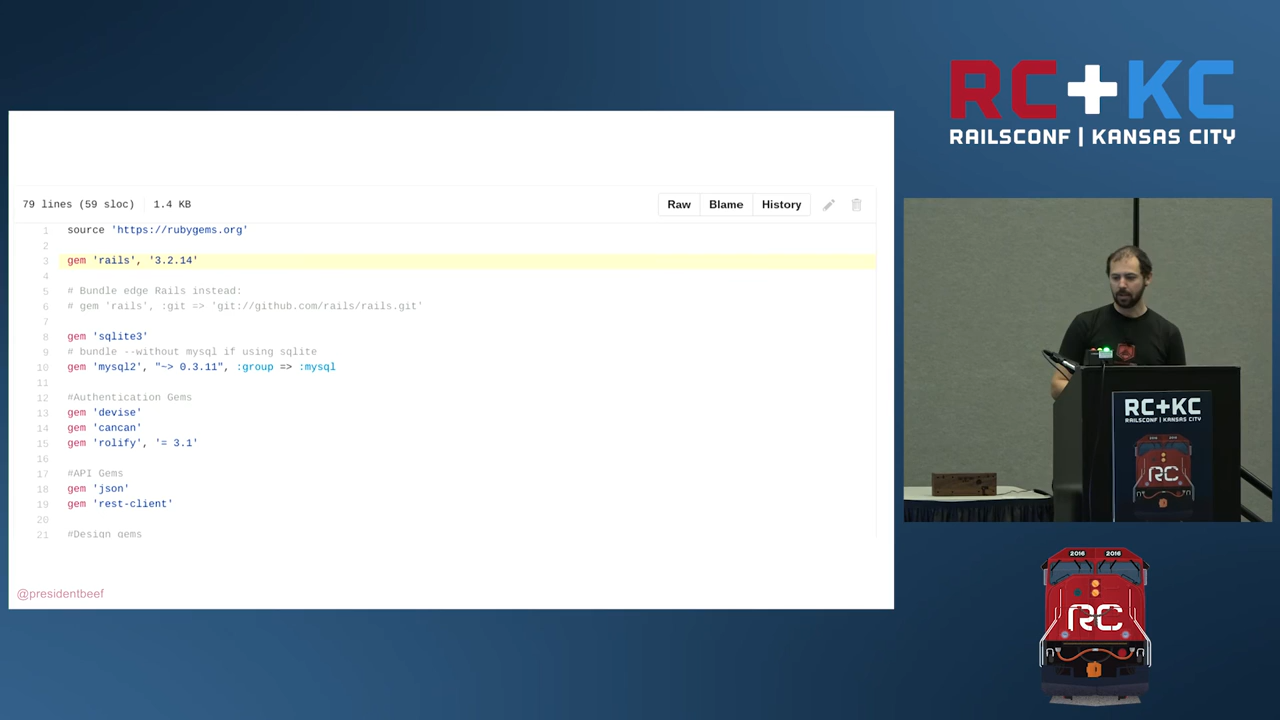 RC+KC
RAILSCONF | KANSAS CITY
79 lines (59 sloc) 1.4 KB
Raw Blame History
1 source 'https://rubygems.org'
2
3 gem 'rails', '3.2.14'
4
5 # Bundle edge Rails instead:
6 # gem 'rails', :git => 'git://github.com/rails/rails.git'
7
8 gem 'sqlite3'
9 # bundle --without mysql if using sqlite
10 gem 'mysql2', "~> 0.3.11", :group => :mysql
11
12 #Authentication Gems
13 gem 'devise'
14 gem 'cancan'
15 gem 'rolify', '= 3.1'
16
17 #API Gems
18 gem 'json'
19 gem 'rest-client'
20
21 #Design gems
@presidentbeef
RC+KC
RAILSCONF | KANSAS CITY
2016 2016
RC
2016 2016
RC